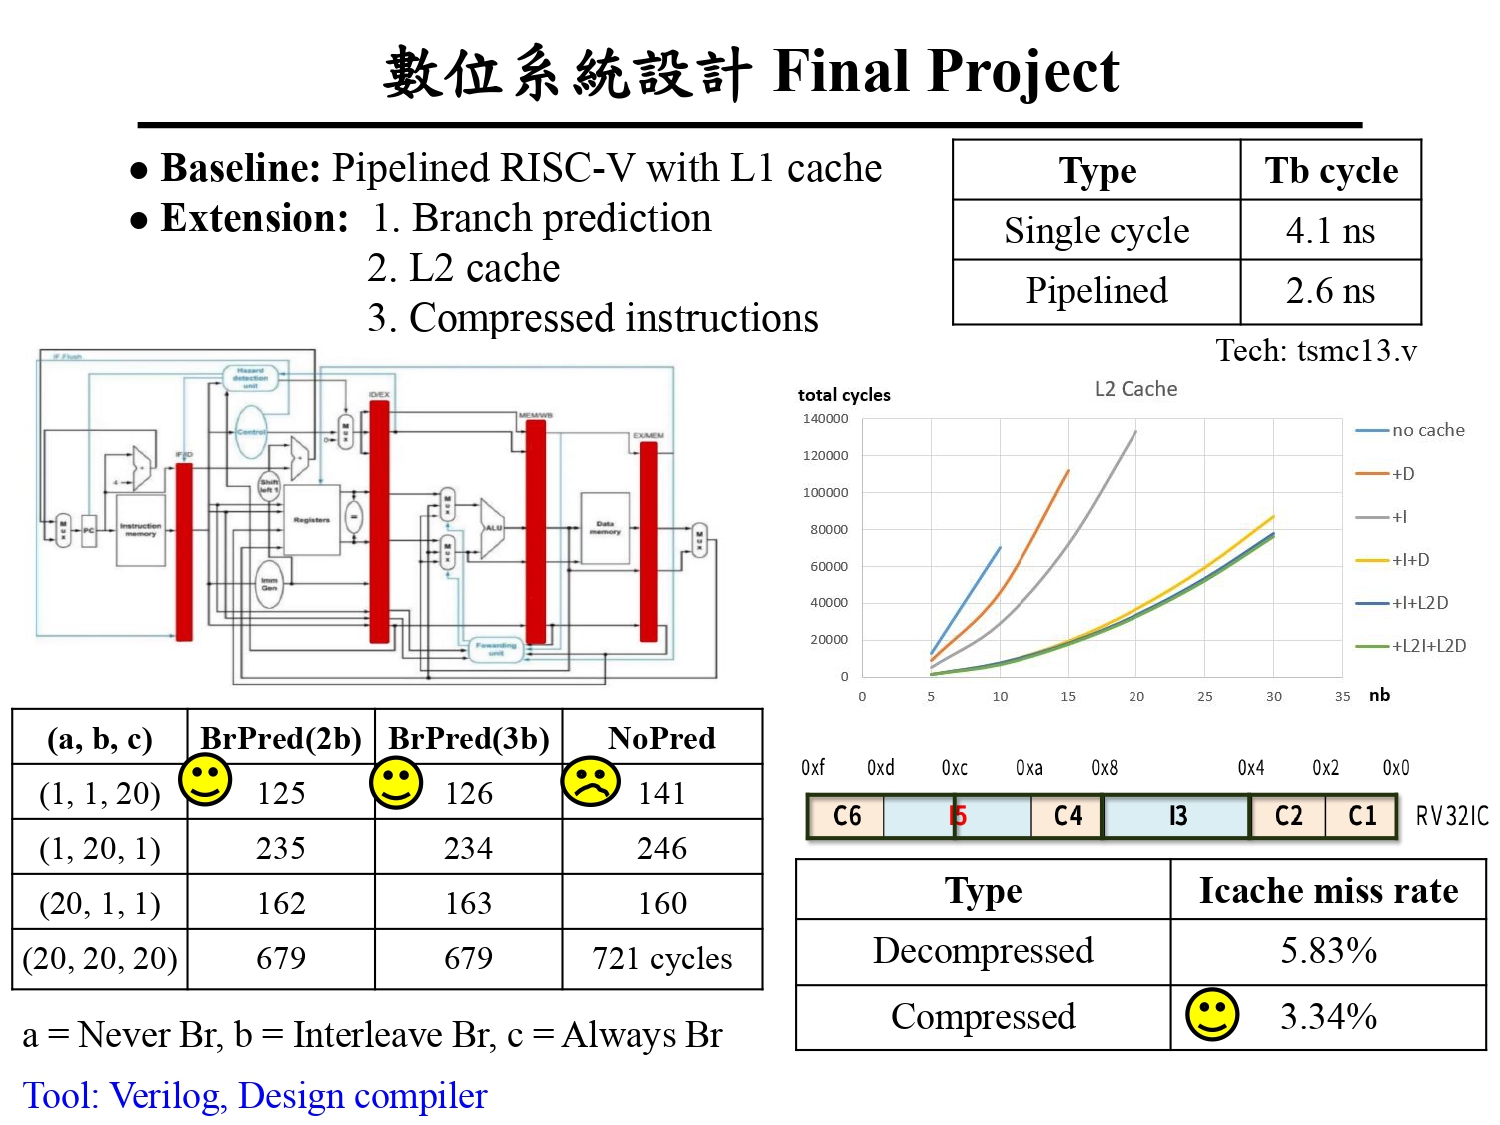 數位系統設計 Final Project
● Baseline: Pipelined RISC-V with L1 cache
● Extension: 1. Branch prediction
2. L2 cache
3. Compressed instructions
Type Tb cycle
Single cycle 4.1 ns
Pipelined 2.6 ns
Tech: tsmc13.v
IF.Flush
Hazard
detection
unit
ID/EX
MEM/WB
EX/MEM
Control
Mux
0
IF/ID
4
Shift
left 1
Mux
PC
Instruction
memory
Registers
=
Mux
ALU
Data
memory
Mux
Mux
Imm
Gen
Fowarding
unit
L2 Cache
total cycles
140000
120000
100000
80000
60000
40000
20000
0
0 5 10 15 20 25 30 35 nb
no cache
+D
+I
+I+D
+I+L2D
+L2I+L2D
(a, b, c) BrPred(2b) BrPred(3b) NoPred
(1, 1, 20) 125 126 141
(1, 20, 1) 235 234 246
(20, 1, 1) 162 163 160
(20, 20, 20) 679 679 721 cycles
a = Never Br, b = Interleave Br, c = Always Br
Tool: Verilog, Design compiler
0xf 0xd 0xc 0xa 0x8 0x4 0x2 0x0
C6 I5 C4 I3 C2 C1 RV32IC
Type Icache miss rate
Decompressed 5.83%
Compressed 3.34%